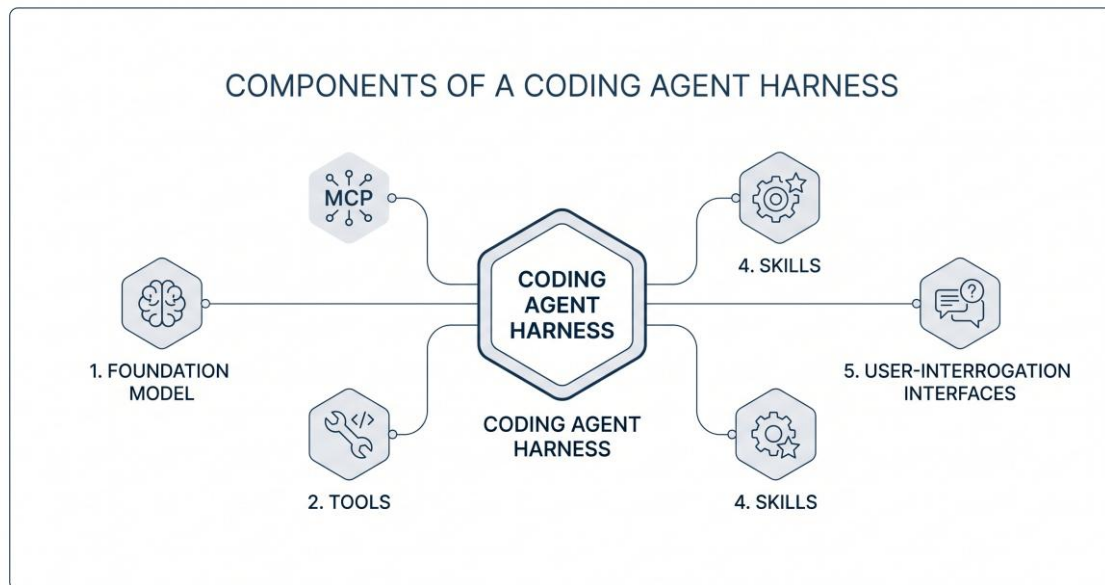 COMPONENTS OF A CODING AGENT HARNESS
MCP
4. SKILLS
CODING
AGENT
HARNESS
1. FOUNDATION
MODEL
5. USER-INTERROGATION
INTERFACES
</>
?
CODING AGENT
HARNESS
2. TOOLS
4. SKILLS